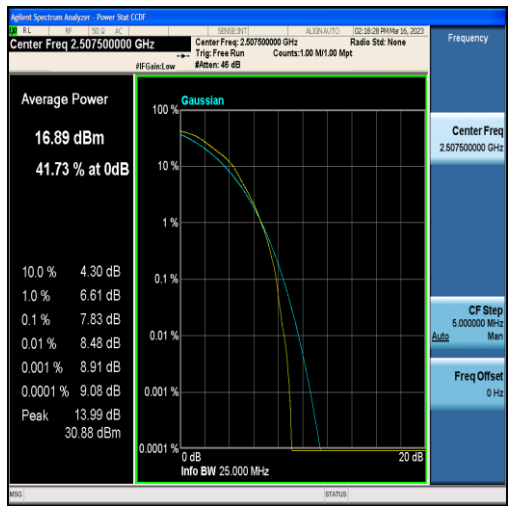 Agilent Spectrum Analyzer - Power Stat CCDF
RL RF 50 Ω AC SENSE:INT ALIGN AUTO 02:18:28 PM Mar 16, 2023
Center Freq 2.507500000 GHz
Center Freq: 2.507500000 GHz Radio Std: None
Trig: Free Run Counts:1.00 M/1.00 Mpt
#IFGain:Low #Atten: 46 dB
Frequency
Average Power
16.89 dBm
41.73 % at 0dB
10.0 % 4.30 dB
1.0 % 6.61 dB
0.1 % 7.83 dB
0.01 % 8.48 dB
0.001 % 8.91 dB
0.0001 % 9.08 dB
Peak 13.99 dB
30.88 dBm
Gaussian
100 %
10 %
1 %
0.1 %
0.01 %
0.001 %
0.0001 %
0 dB 20 dB
Info BW 25.000 MHz
Center Freq
2.507500000 GHz
CF Step
5.000000 MHz
Auto Man
Freq Offset
0 Hz
MSG STATUS